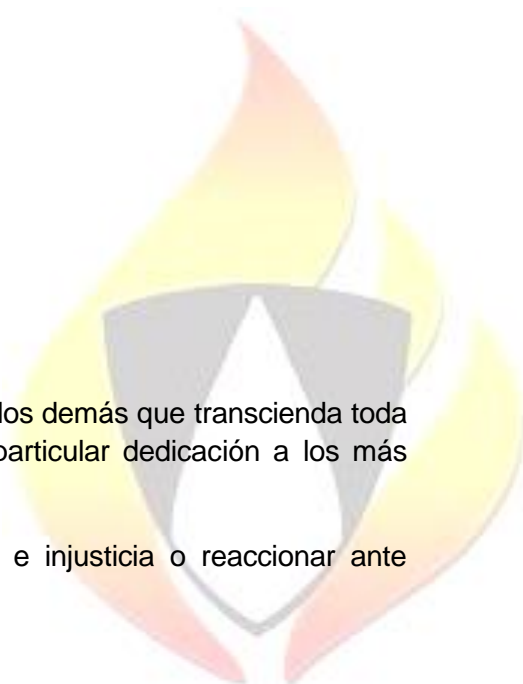 los demás que transcienda toda
particular dedicación a los más
e injusticia o reaccionar ante